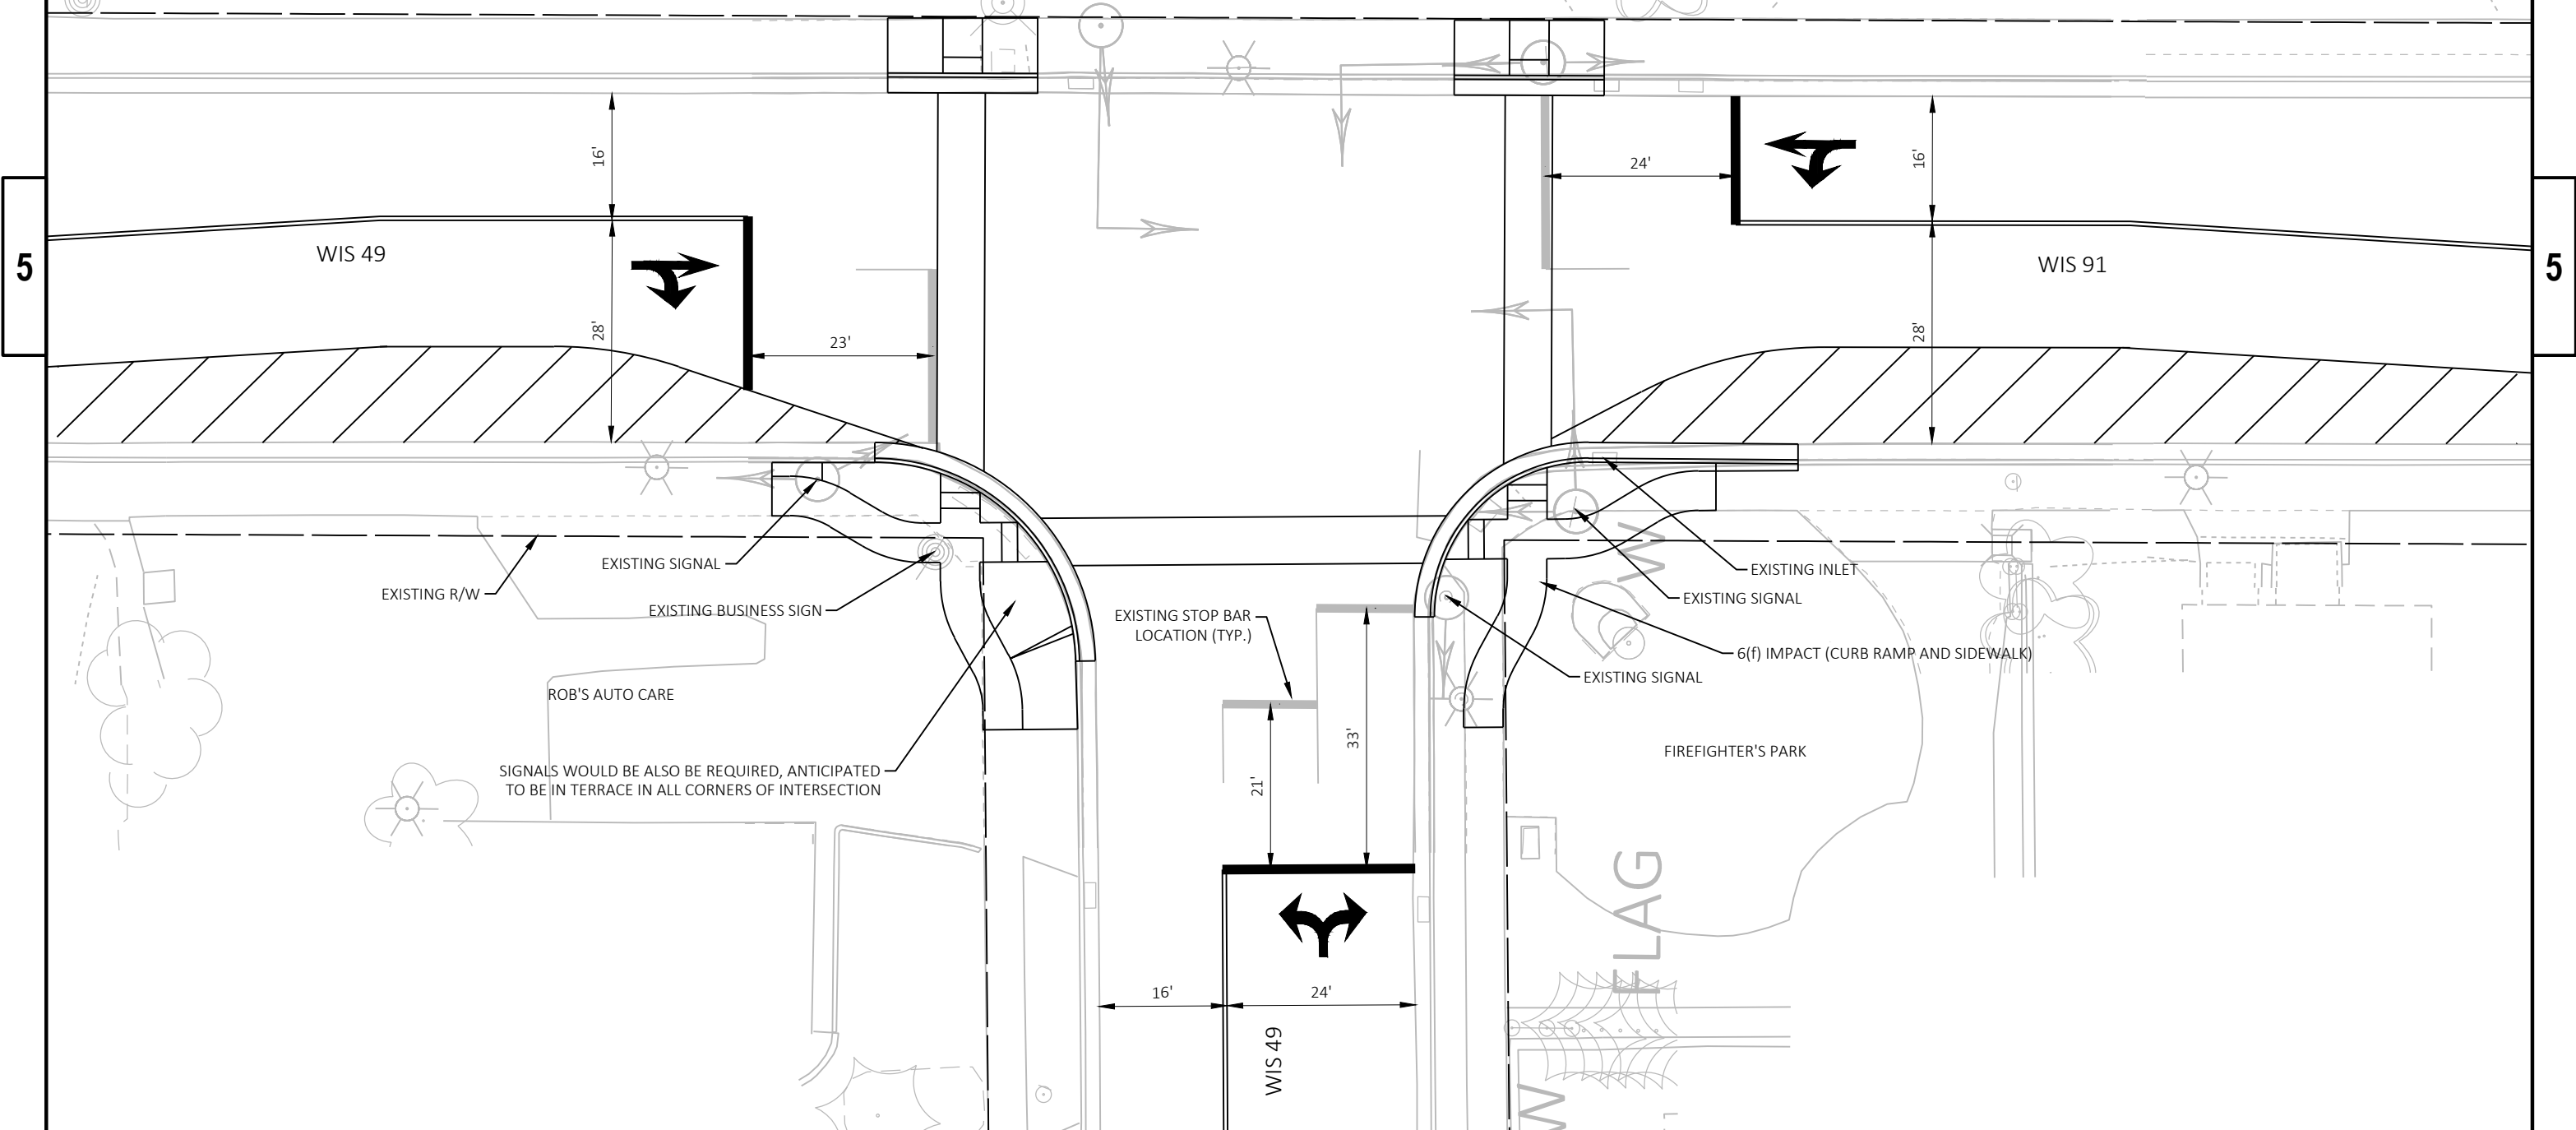 16'
24'
16'
WIS 49
5
5
WIS 91
28'
23'
28'
EXISTING SIGNAL
EXISTING R/W
EXISTING BUSINESS SIGN
EXISTING STOP BAR
LOCATION (TYP.)
W
EXISTING INLET
EXISTING SIGNAL
6(f) IMPACT (CURB RAMP AND SIDEWALK)
EXISTING SIGNAL
ROB'S AUTO CARE
33'
21'
FIREFIGHTER'S PARK
SIGNALS WOULD BE ALSO BE REQUIRED, ANTICIPATED
TO BE IN TERRACE IN ALL CORNERS OF INTERSECTION
FLAG
16'
24'
WIS 49
W